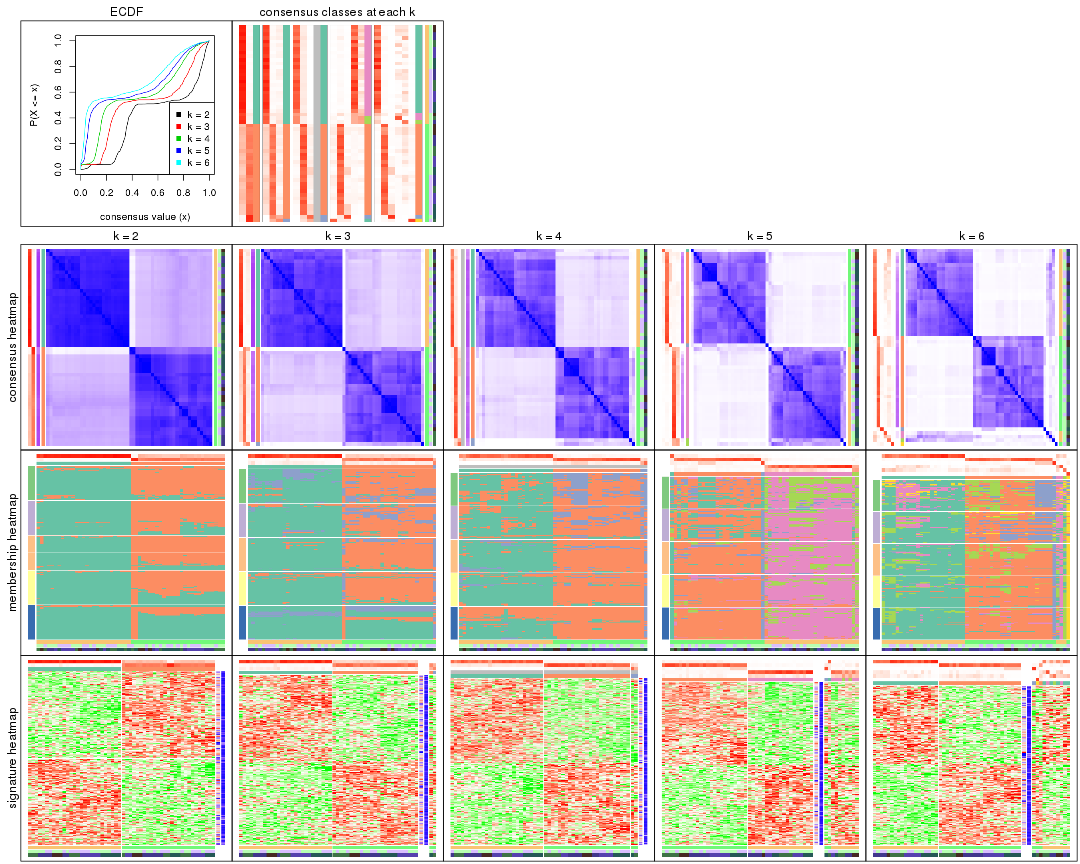 ECDF
consensus classes at each k
P(X <= x)
0.0 0.2 0.4 0.6 0.8 1.0
k = 2
k = 3
k = 4
k = 5
k = 6
0.0 0.2 0.4 0.6 0.8 1.0
consensus value (x)
k = 2
k = 3
k = 4
k = 5
k = 6
consensus heatmap
membership heatmap
signature heatmap